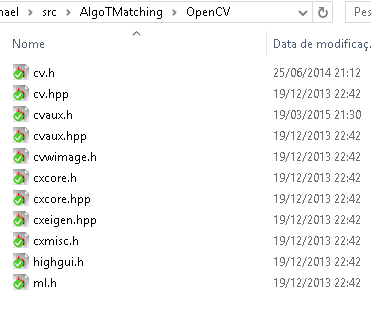 nael > src > AlgoTMatching > OpenCV Pes
Nome Data de modificaç
cv.h 25/06/2014 21:12
cv.hpp 19/12/2013 22:42
cvaux.h 19/03/2015 21:30
cvaux.hpp 19/12/2013 22:42
cvwimage.h 19/12/2013 22:42
cxcore.h 19/12/2013 22:42
cxcore.hpp 19/12/2013 22:42
cxeigen.hpp 19/12/2013 22:42
cxmisc.h 19/12/2013 22:42
highgui.h 19/12/2013 22:42
ml.h 19/12/2013 22:42